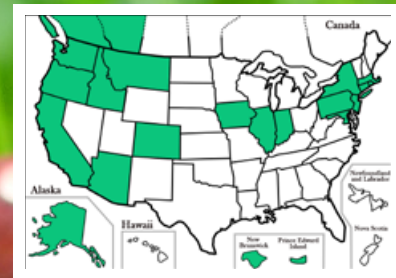 Canada
Alaska
Hawaii
New
Brunswick
Prince Edward
Island
Newfoundland
and Labrador
Nova Scotia